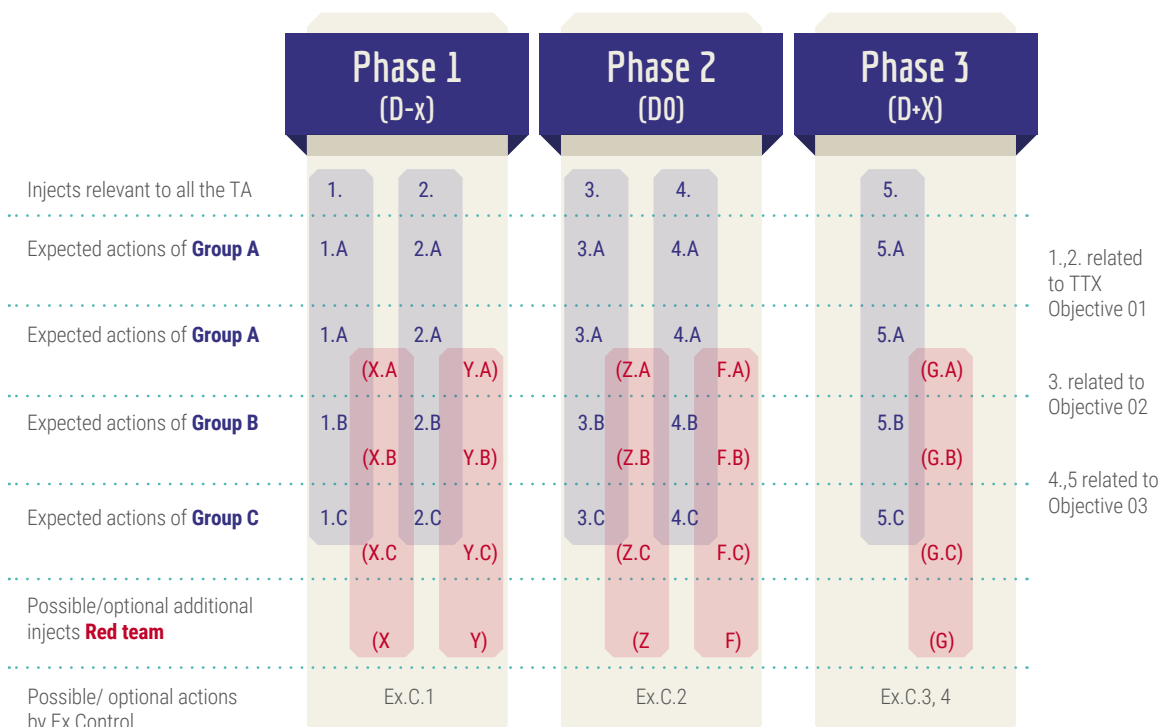 Phase 1
(D-x)
Phase 2
(D0)
Phase 3
(D+X)
Injects relevant to all the TA 1. 2. 3. 4. 5.
Expected actions of Group A 1.A 2.A 3.A 4.A 5.A
1.,2. related
to TTX
Objective 01
Expected actions of Group A 1.A 2.A 3.A 4.A 5.A
(X.A Y.A) (Z.A F.A) (G.A)
3. related to
Objective 02
Expected actions of Group B 1.B 2.B 3.B 4.B 5.B
(X.B Y.B) (Z.B F.B) (G.B)
4.,5 related to
Objective 03
Expected actions of Group C 1.C 2.C 3.C 4.C 5.C
(X.C Y.C) (Z.C F.C) (G.C)
Possible/optional additional
injects Red team (X Y) (Z F) (G)
Possible/ optional actions Ex.C.1 Ex.C.2 Ex.C.3, 4
by Ex Control